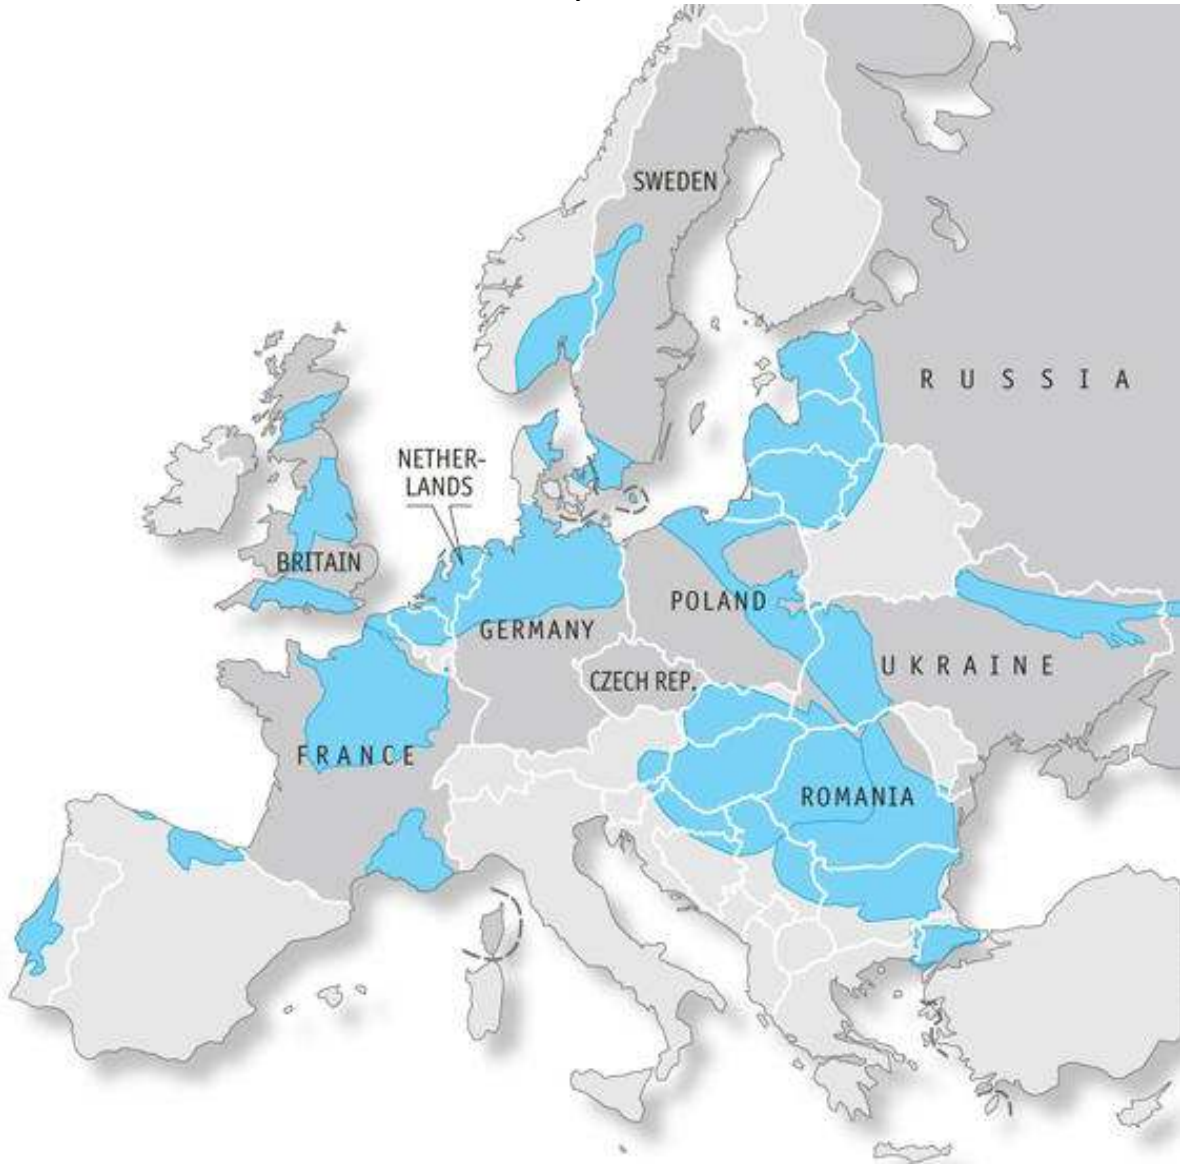 SWEDEN
RUSSIA
NETHER-
LANDS
BRITAIN
POLAND
GERMANY
UKRAINE
CZECH REP.
FRANCE
ROMANIA